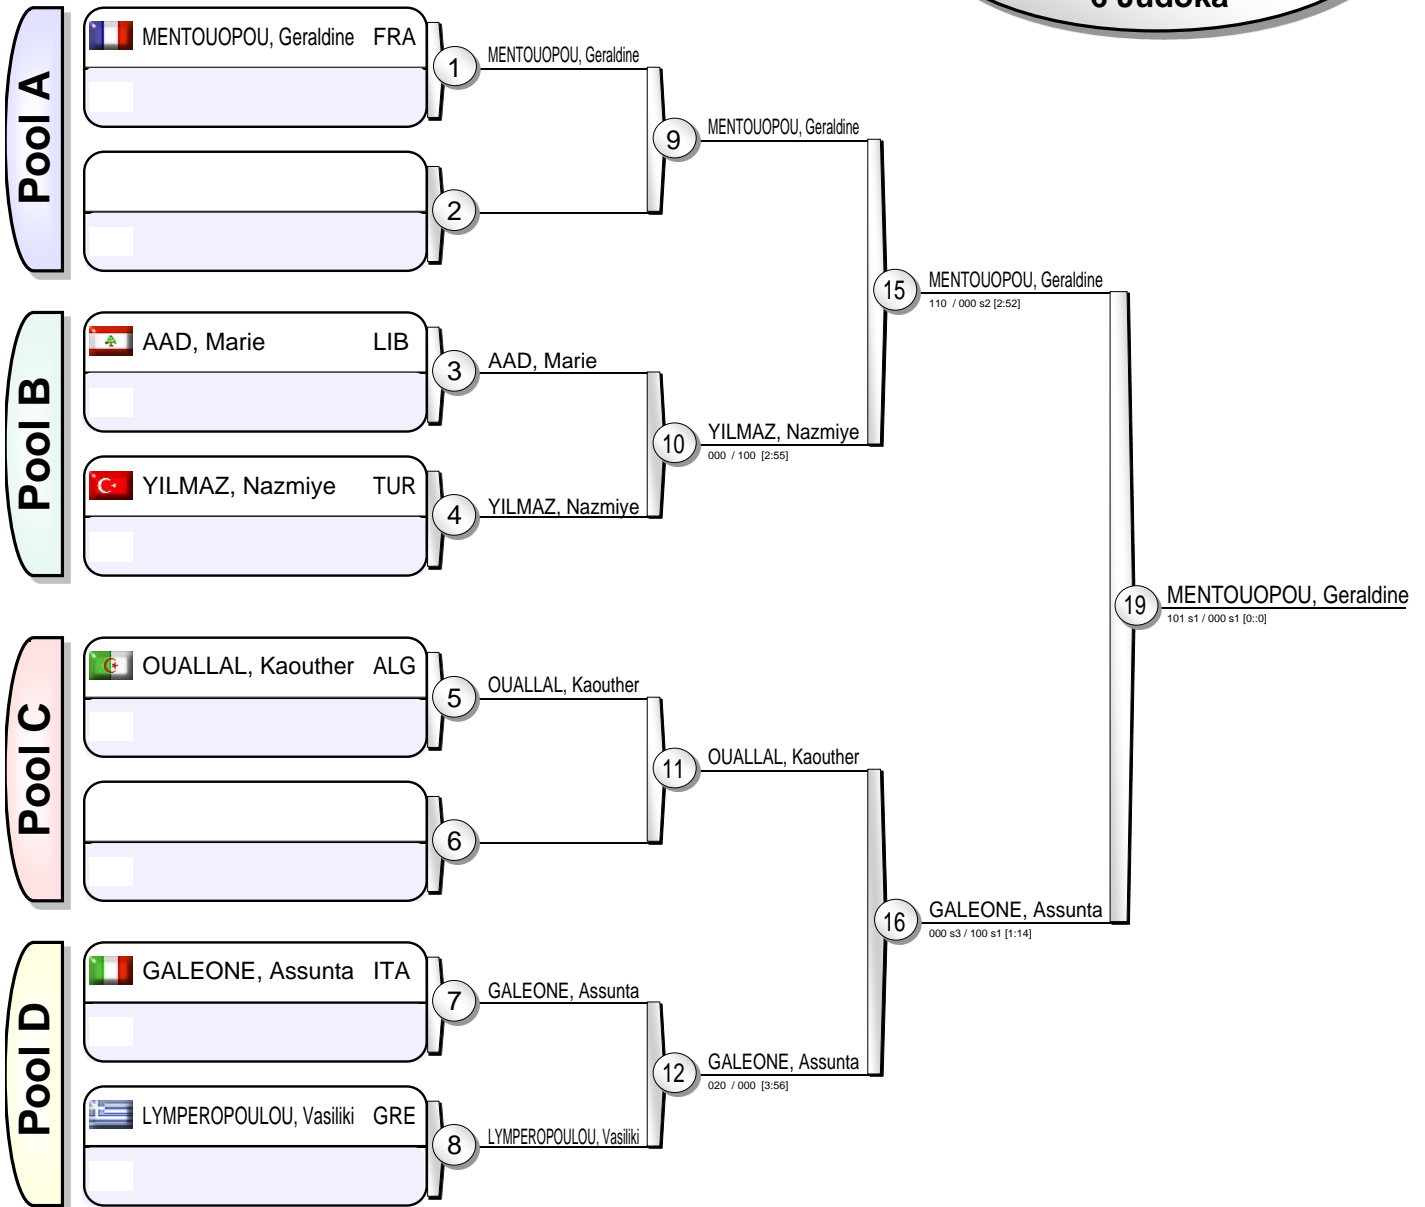 6 Judoka
Pool A
MENTOUOPOU, Geraldine FRA
1
MENTOUOPOU, Geraldine
2
9
MENTOUOPOU, Geraldine
Pool B
AAD, Marie LIB
3
AAD, Marie
YILMAZ, Nazmiye TUR
4
YILMAZ, Nazmiye
10
YILMAZ, Nazmiye
000 / 100 [2:55]
15
MENTOUOPOU, Geraldine
110 / 000 s2 [2:52]
Pool C
OUALLAL, Kaouther ALG
5
OUALLAL, Kaouther
6
11
OUALLAL, Kaouther
Pool D
GALEONE, Assunta ITA
7
GALEONE, Assunta
LYMPEROPOULOU, Vasiliki GRE
8
LYMPEROPOULOU, Vasiliki
12
GALEONE, Assunta
020 / 000 [3:56]
16
GALEONE, Assunta
000 s3 / 100 s1 [1:14]
19
MENTOUOPOU, Geraldine
101 s1 / 000 s1 [0::0]